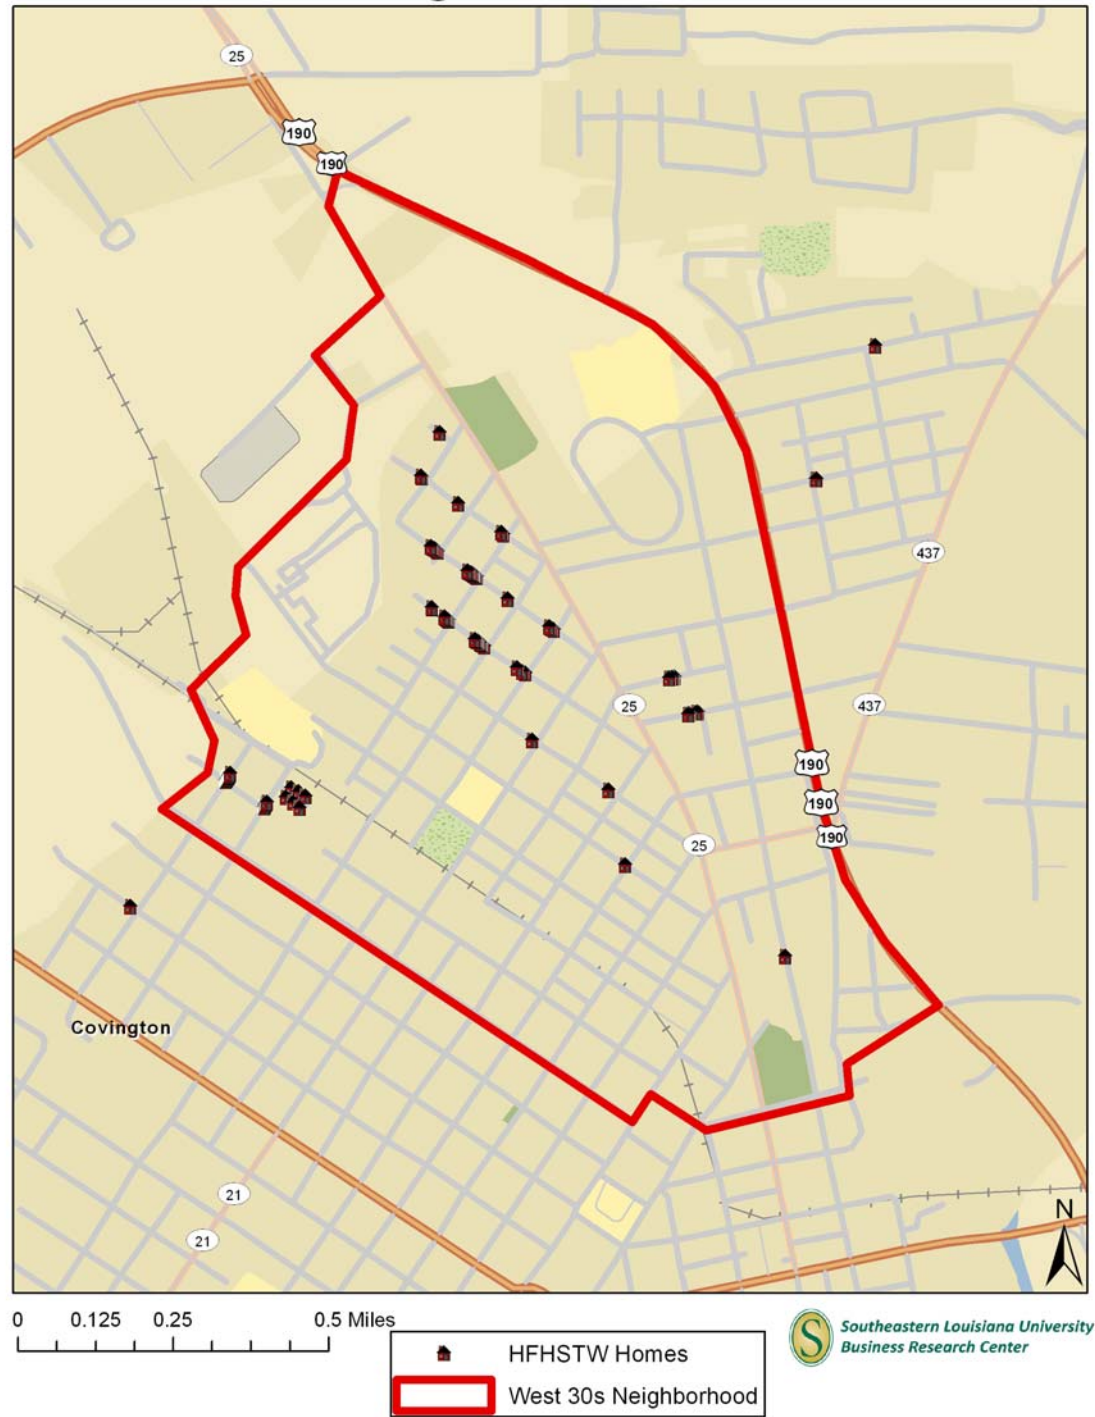 25
190
190
437
25
437
190
190
25
190
Covington
21
21
N
0 0.125 0.25 0.5 Miles
HFHSTW Homes
West 30s Neighborhood
S
Southeastern Louisiana University
Business Research Center